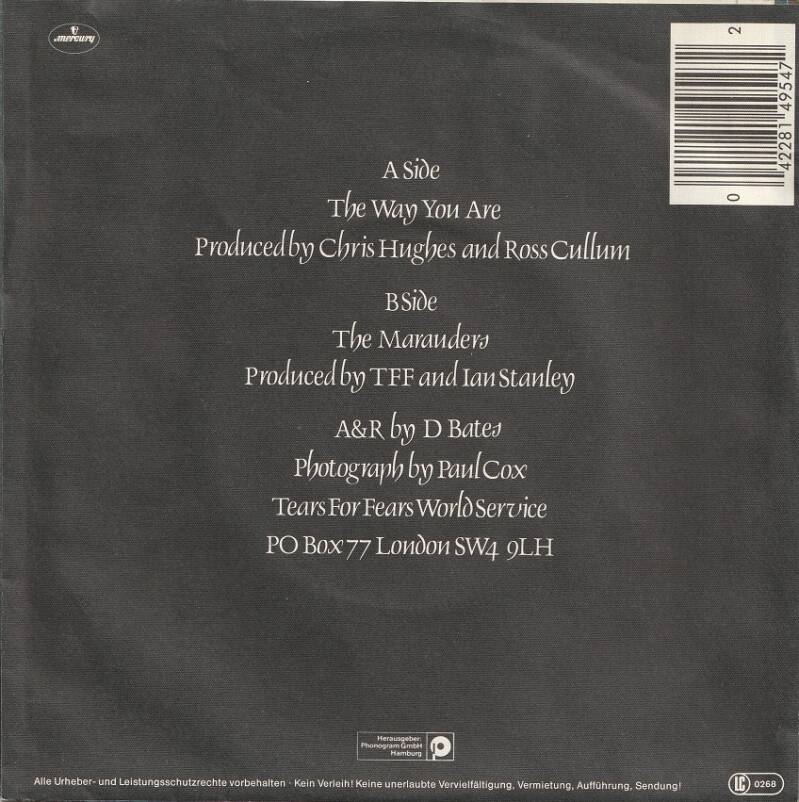 mercury
0 42281 49547 2
A Side
The Way You Are
Produced by Chris Hughes and Ross Cullum
B Side
The Marauders
Produced by TFF and Ian Stanley
A&R by D Bates
Photograph by Paul Cox
Tears For Fears World Service
PO Box 77 London SW4 9LH
Herausgeber:
Phonogram GmbH
Hamburg
p
Alle Urheber- und Leistungsschutzrechte vorbehalten · Kein Verleih! Keine unerlaubte Vervielfältigung, Vermietung, Aufführung, Sendung!
LC 0268